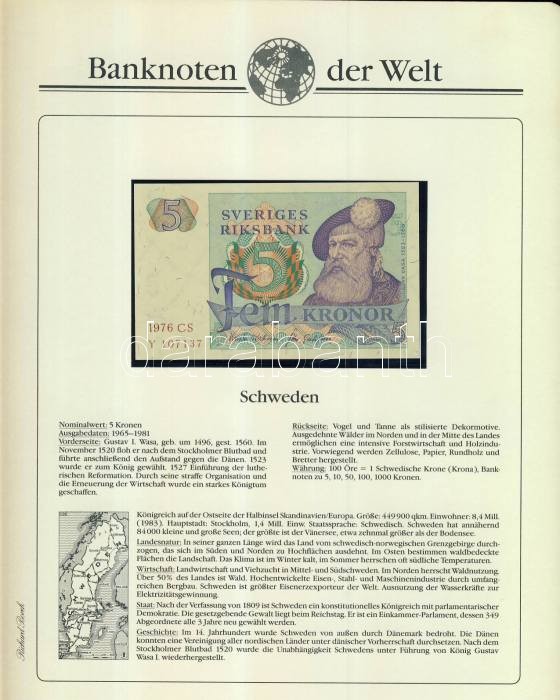 Banknoten der Welt
5
SVERIGES
RIKSBANK
5
Fem KRONOR
1976 CS
Y 107137
darabanth
Schweden
Nominalwert: 5 Kronen
Ausgabedaten: 1965–1981
Vorderseite: Gustav I. Wasa, geb. um 1496, gest. 1560. Im
November 1520 floh er nach dem Stockholmer Blutbad und
führte anschließend den Aufstand gegen die Dänen. 1523
wurde er zum König gewählt. 1527 Einführung der luthe-
rischen Reformation. Durch seine straffe Organisation und
die Erneuerung der Wirtschaft wurde ein starkes Königtum
geschaffen.
Rückseite: Vogel und Tanne als stilisierte Dekormotive.
Ausgedehnte Wälder im Norden und in der Mitte des Landes
ermöglichen eine intensive Forstwirtschaft und Holzindu-
strie. Vorwiegend werden Zellulose, Papier, Rundholz und
Bretter hergestellt.
Währung: 100 Öre = 1 Schwedische Krone (Krona), Bank-
noten zu 5, 10, 50, 100, 1000 Kronen.
Königreich auf der Ostseite der Halbinsel Skandinavien/Europa. Größe: 449900 qkm. Einwohner: 8,4 Mill.
(1983). Hauptstadt: Stockholm, 1,4 Mill. Einw. Staatssprache: Schwedisch. Schweden hat annähernd
84000 kleine und große Seen; der größte ist der Vänersee, etwa zehnmal größer als der Bodensee.
Landesnatur: In seiner ganzen Länge wird das Land vom schwedisch-norwegischen Grenzgebirge durch-
zogen, das sich im Süden und Norden zu Hochflächen ausdehnt. Im Osten bestimmen waldbedeckte
Flächen die Landschaft. Das Klima ist im Winter kalt, im Sommer herrschen oft südliche Temperaturen.
Wirtschaft: Landwirtschaft und Viehzucht in Mittel- und Südschweden. Im Norden herrscht Waldnutzung.
Über 50% des Landes ist Wald. Hochentwickelte Eisen-, Stahl- und Maschinenindustrie durch umfang-
reichen Bergbau. Schweden ist größter Eisenerzexporteur der Welt. Ausnutzung der Wasserkräfte zur
Elektrizitätsgewinnung.
Staat: Nach der Verfassung von 1809 ist Schweden ein konstitutionelles Königreich mit parlamentarischer
Demokratie. Die gesetzgebende Gewalt liegt beim Reichstag. Er ist ein Einkammer-Parlament, dessen 349
Abgeordnete alle 3 Jahre neu gewählt werden.
Geschichte: Im 14. Jahrhundert wurde Schweden von außen durch Dänemark bedroht. Die Dänen
konnten eine Vereinigung aller nordischen Länder unter dänischer Vorherrschaft durchsetzen. Nach dem
Stockholmer Blutbad 1520 wurde die Unabhängigkeit Schwedens unter Führung von König Gustav
Wasa I. wiederhergestellt.